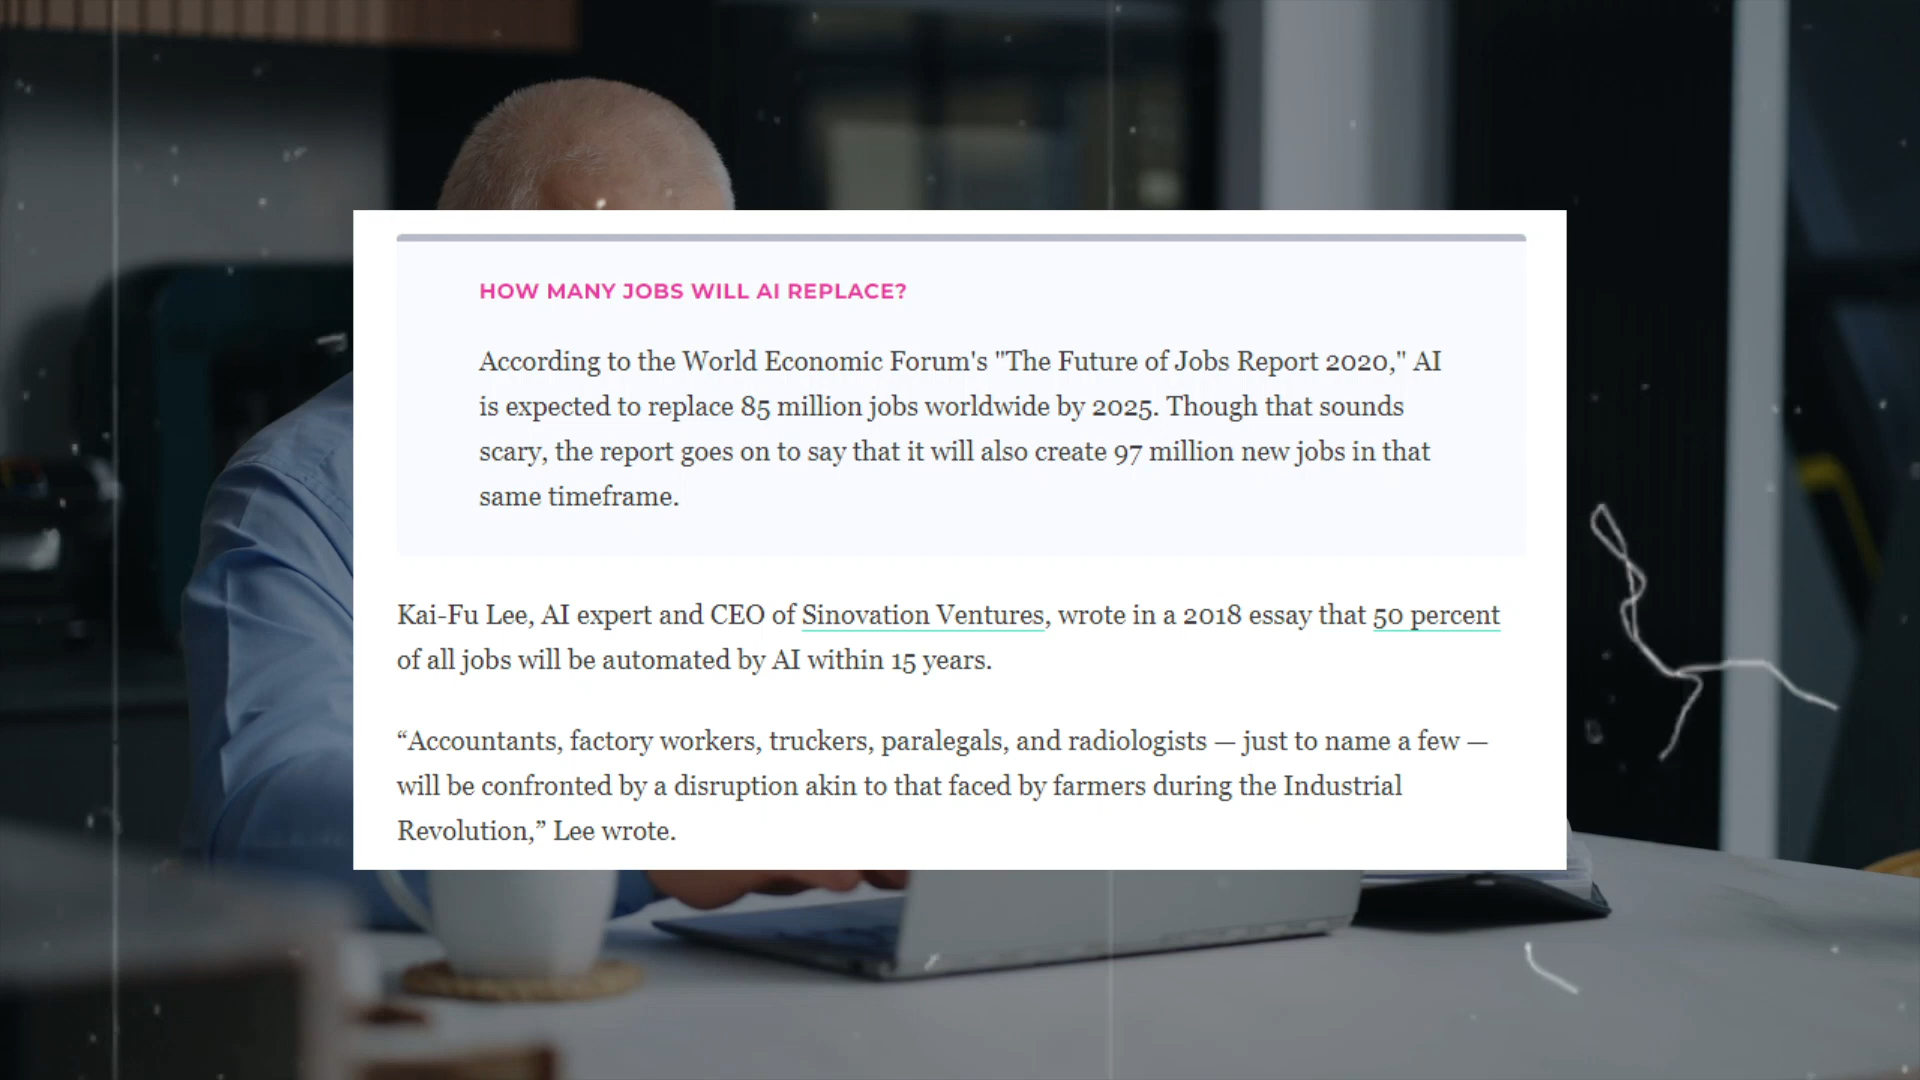 HOW MANY JOBS WILL AI REPLACE?
According to the World Economic Forum's "The Future of Jobs Report 2020," AI
is expected to replace 85 million jobs worldwide by 2025. Though that sounds
scary, the report goes on to say that it will also create 97 million new jobs in that
same timeframe.
Kai-Fu Lee, AI expert and CEO of Sinovation Ventures, wrote in a 2018 essay that 50 percent
of all jobs will be automated by AI within 15 years.
“Accountants, factory workers, truckers, paralegals, and radiologists — just to name a few —
will be confronted by a disruption akin to that faced by farmers during the Industrial
Revolution,” Lee wrote.